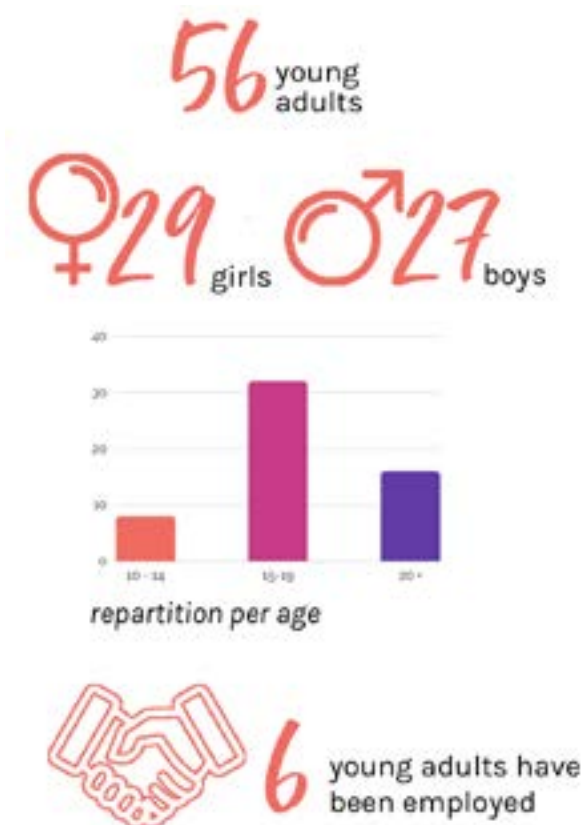 56 young
adults
29 girls 27 boys
40
30
20
10
0
10 - 14 15-19 20 +
repartition per age
6 young adults have
been employed